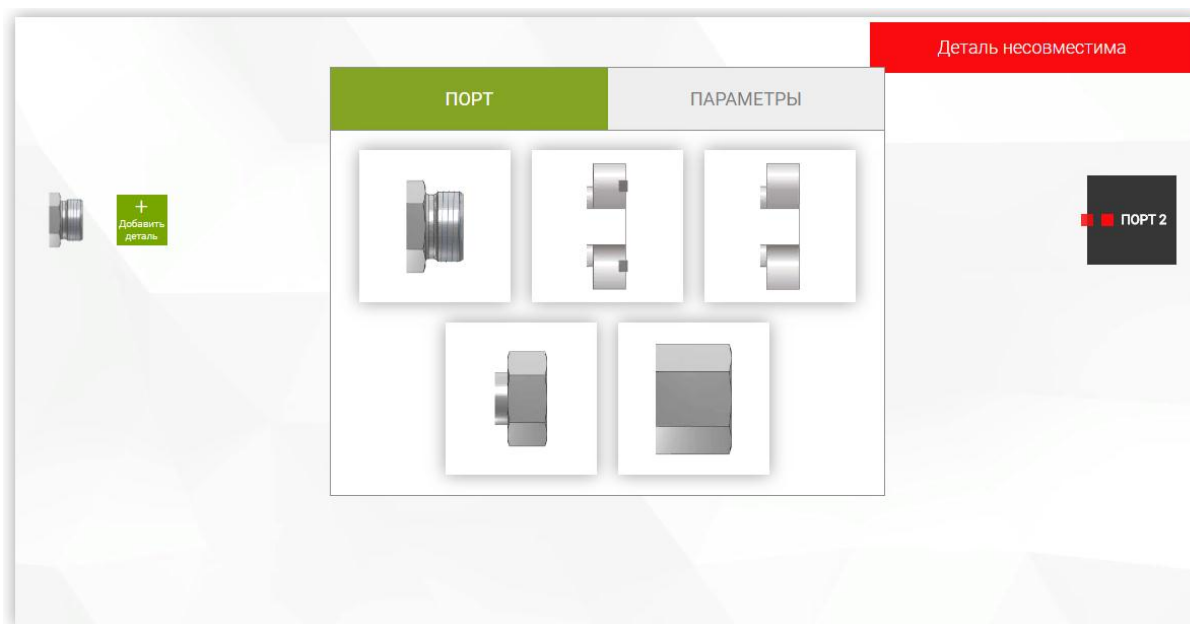 Деталь несовместима
ПОРТ
ПАРАМЕТРЫ
+
Добавить
деталь
ПОРТ 2